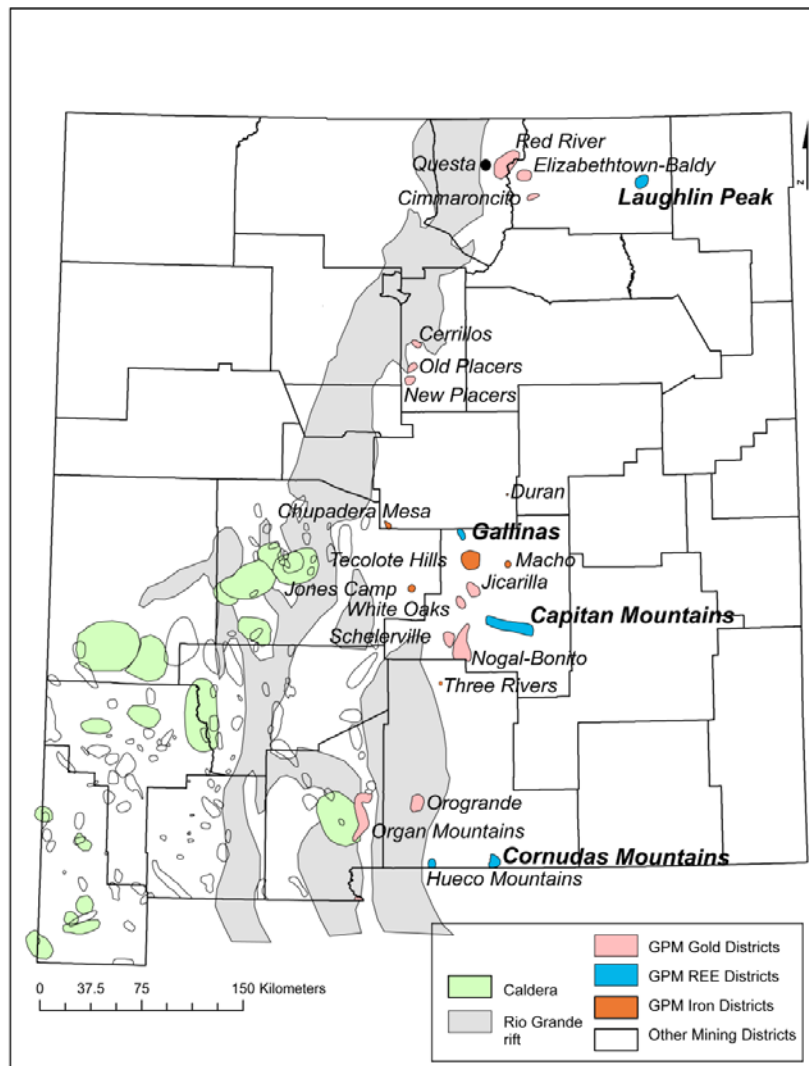 Red River
Questa
Elizabethtown-Baldy
Cimmaroncito
Laughlin Peak
z
Cerrillos
Old Placers
New Placers
Duran
Chupadera Mesa
Gallinas
Tecolote Hills
Macho
Jicarilla
Jones Camp
White Oaks
Capitan Mountains
Schelerville
Nogal-Bonito
Three Rivers
Orogrande
Organ Mountains
Cornudas Mountains
Hueco Mountains
0 37.5 75 150 Kilometers
Caldera
Rio Grande
rift
GPM Gold Districts
GPM REE Districts
GPM Iron Districts
Other Mining Districts